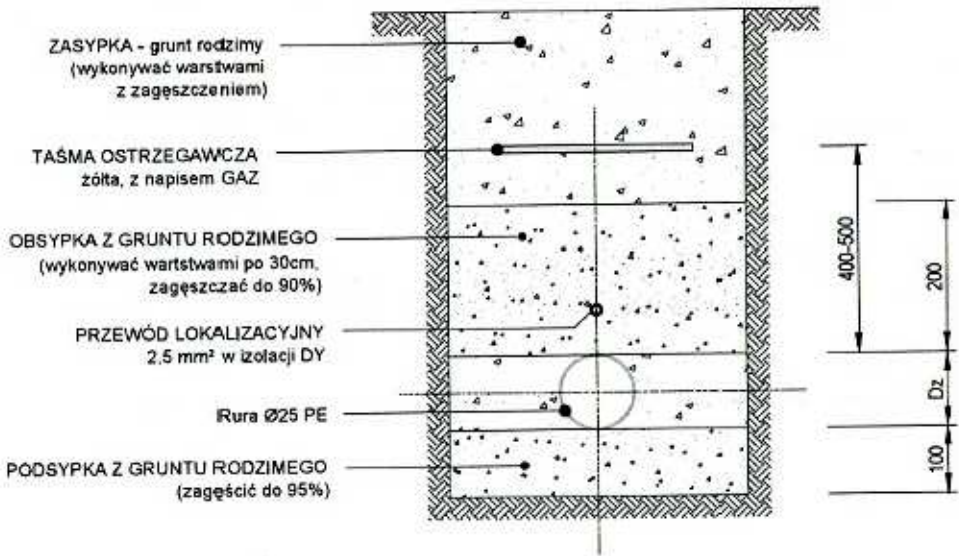 ZASYPKA - grunt rodzimy
(wykonywać warstwami
z zagęszczeniem)
TAŚMA OSTRZEGAWCZA
żółta, z napisem GAZ
OBSYPKA Z GRUNTU RODZIMEGO
(wykonywać wartstwami po 30cm,
zagęszczać do 90%)
PRZEWÓD LOKALIZACYJNY
2,5 mm² w izolacji DY
Rura Ø25 PE
PODSYPKA Z GRUNTU RODZIMEGO
(zagęścić do 95%)
400-500
200
Dz
100